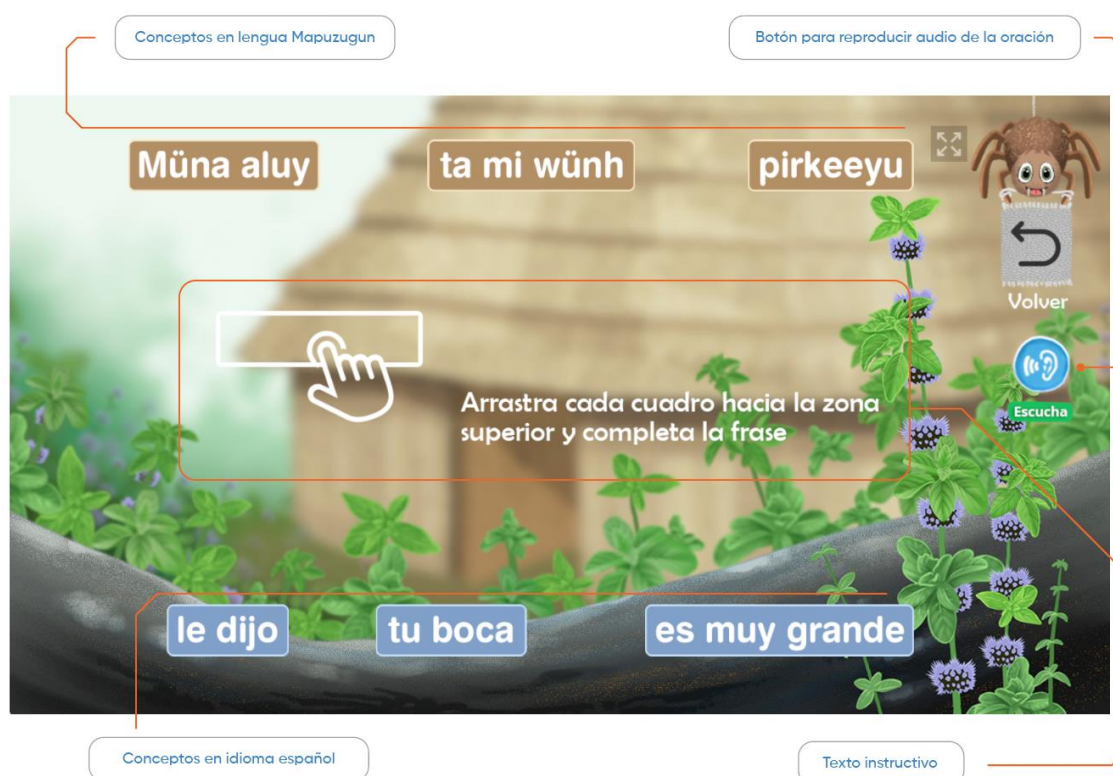 Conceptos en lengua Mapuzugun
Botón para reproducir audio de la oración
Müna aluy
ta mi wünh
pirkeeyu
Volver
Escucha
Arrastra cada cuadro hacia la zona
superior y completa la frase
le dijo
tu boca
es muy grande
Conceptos en idioma español
Texto instructivo